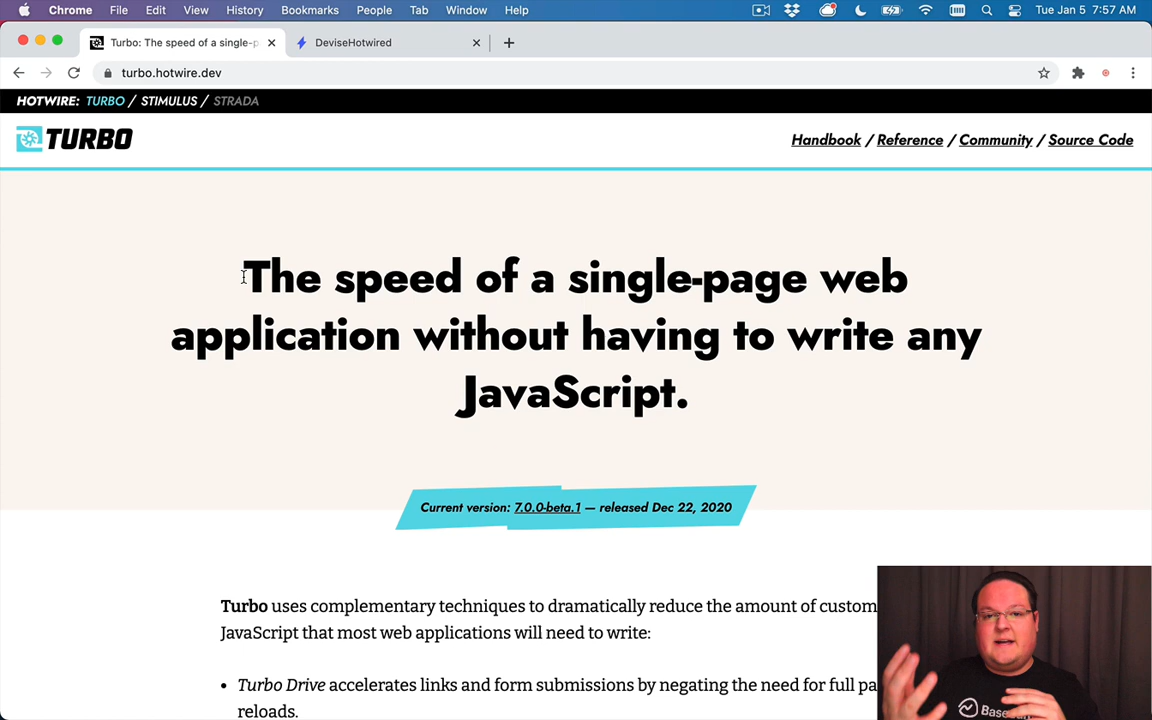 Chrome File Edit View History Bookmarks People Tab Window Help Tue Jan 5 7:57 AM
Turbo: The speed of a single-p
DeviseHotwired
turbo.hotwire.dev
HOTWIRE: TURBO / STIMULUS / STRADA
TURBO
Handbook / Reference / Community / Source Code
The speed of a single-page web
application without having to write any
JavaScript.
Current version: 7.0.0-beta.1 — released Dec 22, 2020
Turbo uses complementary techniques to dramatically reduce the amount of custom
JavaScript that most web applications will need to write:
• Turbo Drive accelerates links and form submissions by negating the need for full pa
reloads.